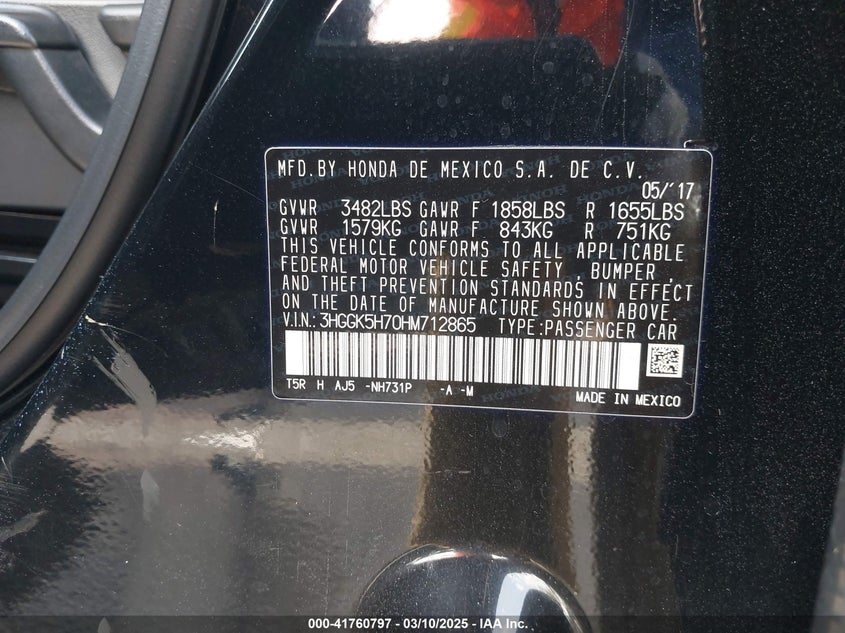 MFD. BY HONDA DE MEXICO S.A. DE C.V.
05/'17
GVWR 3482LBS GAWR F 1858LBS R 1655LBS
GVWR 1579KG GAWR 843KG R 751KG
THIS VEHICLE CONFORMS TO ALL APPLICABLE
FEDERAL MOTOR VEHICLE SAFETY , BUMPER ,
AND THEFT PREVENTION STANDARDS IN EFFECT
ON THE DATE OF MANUFACTURE SHOWN ABOVE.
V.I.N.: 3HGGK5H70HM712865 TYPE:PASSENGER CAR
T5R H AJ5 -NH731P -A -M
MADE IN MEXICO
000-41760797 - 03/10/2025 - IAA Inc.